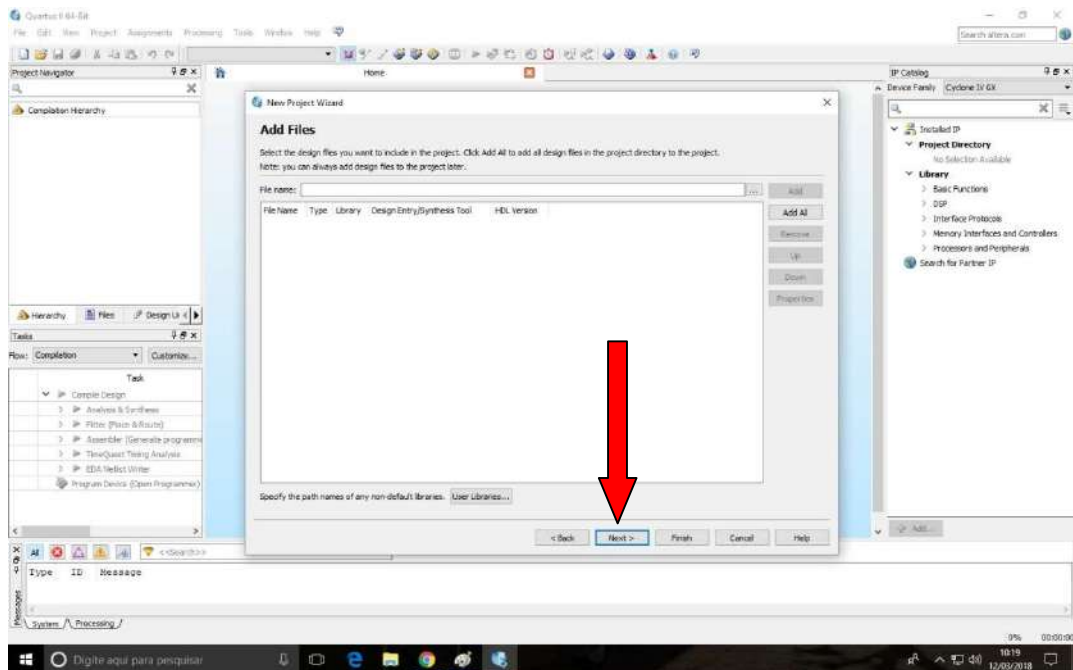 Quartus II 64-Bit
File Edit View Project Assignments Processing Tools Window Help
Search altera.com
Project Navigator
Home
IP Catalog
Device Family Cyclone IV GX
Compilation Hierarchy
New Project Wizard
Add Files
Select the design files you want to include in the project. Click Add All to add all design files in the project directory to the project.
Note: you can always add design files to the project later.
File name:
... Add
File Name Type Library Design Entry/Synthesis Tool HDL Version
Add All
Remove
Up
Down
Properties
Specify the path names of any non-default libraries. User Libraries...
< Back Next > Finish Cancel Help
Installed IP
Project Directory
No Selection Available
Library
Basic Functions
DSP
Interface Protocols
Memory Interfaces and Controllers
Processors and Peripherals
Search for Partner IP
Add...
Hierarchy Files Design Un
Tasks
Flow: Compilation Customize...
Task
Compile Design
Analysis & Synthesis
Fitter (Place & Route)
Assembler (Generate programmi
TimeQuest Timing Analysis
EDA Netlist Writer
Program Device (Open Programmer)
All
<<Search>>
Type ID Message
Messages
System Processing
0% 00:00:00
Digite aqui para pesquisar
10:19
12/03/2018